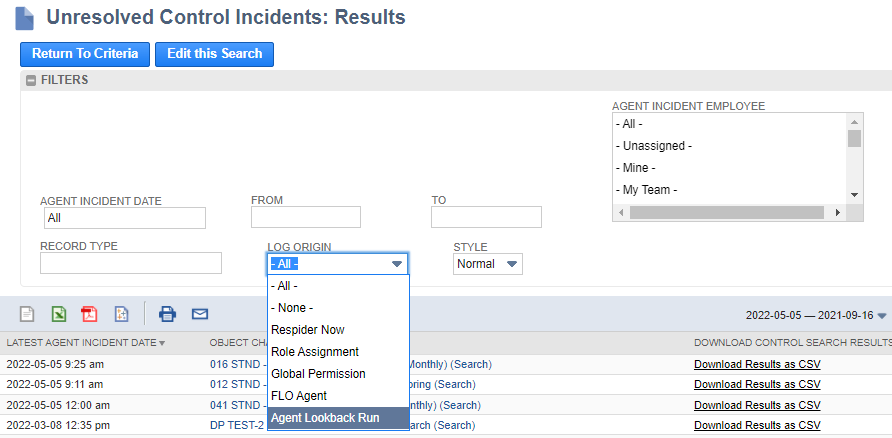 Unresolved Control Incidents: Results
Return To Criteria Edit this Search
FILTERS
AGENT INCIDENT EMPLOYEE
- All -
- Unassigned -
- Mine -
- My Team -
AGENT INCIDENT DATE FROM TO
All
RECORD TYPE LOG ORIGIN STYLE
- All - Normal
- All -
- None -
Respider Now
Role Assignment
Global Permission
FLO Agent
Agent Lookback Run
2022-05-05 — 2021-09-16
LATEST AGENT INCIDENT DATE OBJECT DOWNLOAD CONTROL SEARCH RESULTS
2022-05-05 9:25 am 016 STND - Monthly) (Search) Download Results as CSV
2022-05-05 9:11 am 012 STND - (Search) Download Results as CSV
2022-05-05 12:00 am 041 STND - (Search) Download Results as CSV
2022-03-08 12:35 pm DP TEST-2 (Search) Download Results as CSV